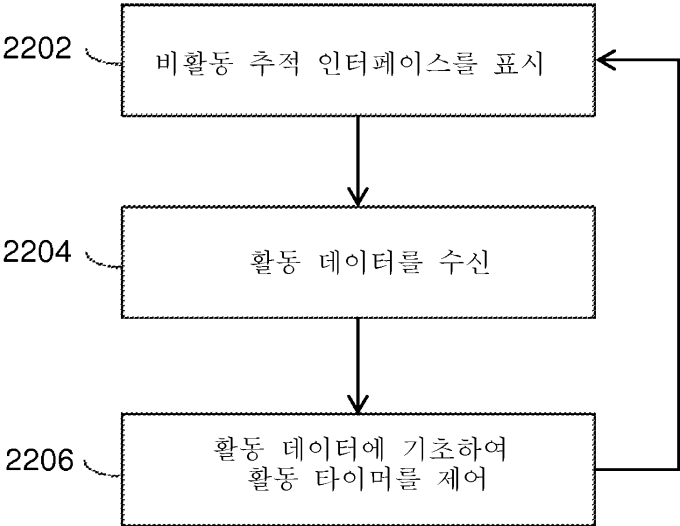 2202
비활동 추적 인터페이스를 표시
2204
활동 데이터를 수신
2206
활동 데이터에 기초하여
활동 타이머를 제어